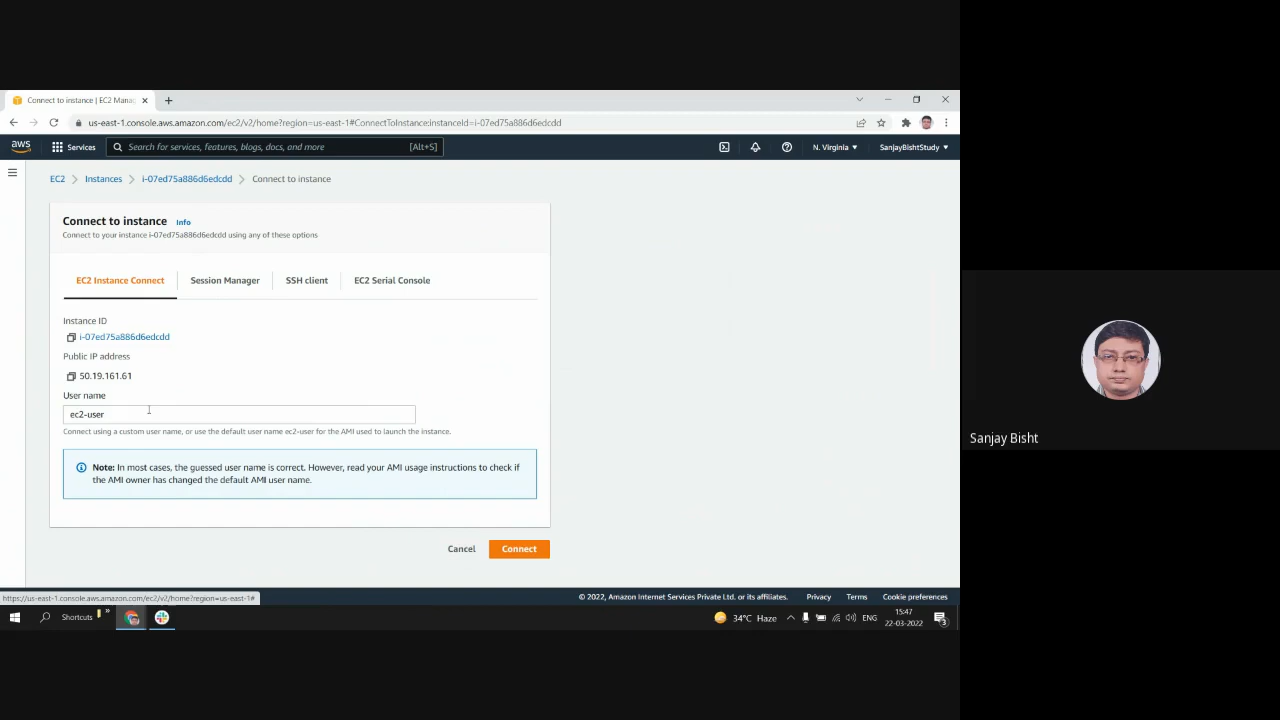 Connect to instance | EC2 Manag
us-east-1.console.aws.amazon.com/ec2/v2/home?region=us-east-1#ConnectToInstance:instanceId=i-07ed75a886d6edcdd
aws
Services
Search for services, features, blogs, docs, and more
[Alt+S]
N. Virginia
SanjayBishtStudy
EC2
Instances
i-07ed75a886d6edcdd
Connect to instance
Connect to instance
Info
Connect to your instance i-07ed75a886d6edcdd using any of these options
EC2 Instance Connect
Session Manager
SSH client
EC2 Serial Console
Instance ID
i-07ed75a886d6edcdd
Public IP address
50.19.161.61
User name
ec2-user
Connect using a custom user name, or use the default user name ec2-user for the AMI used to launch the instance.
Note: In most cases, the guessed user name is correct. However, read your AMI usage instructions to check if
the AMI owner has changed the default AMI user name.
Cancel
Connect
https://us-east-1.console.aws.amazon.com/ec2/v2/home?region=us-east-1#
© 2022, Amazon Internet Services Private Ltd. or its affiliates.
Privacy
Terms
Cookie preferences
Shortcuts
34°C Haze
ENG
15:47
22-03-2022
3
Sanjay Bisht